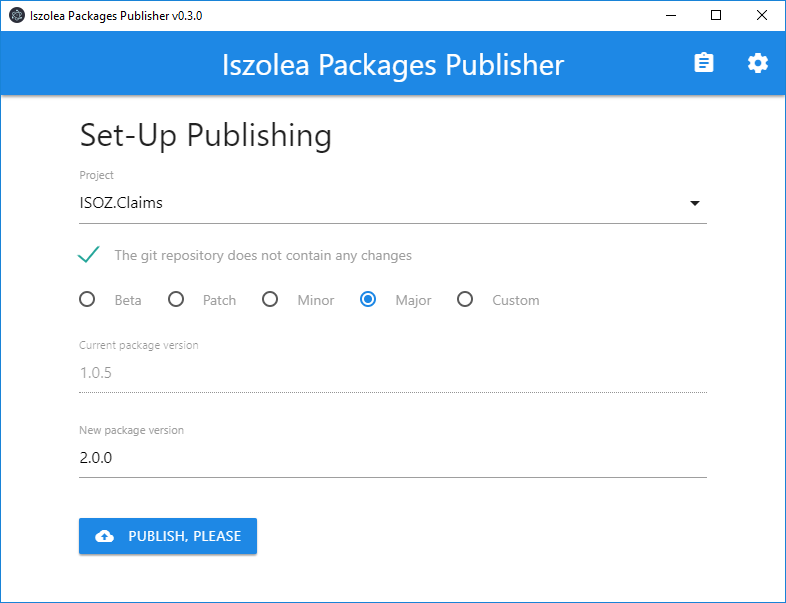 Iszolea Packages Publisher v0.3.0
Iszolea Packages Publisher
Set-Up Publishing
Project
ISOZ.Claims
The git repository does not contain any changes
Beta Patch Minor Major Custom
Current package version
1.0.5
New package version
2.0.0
PUBLISH, PLEASE